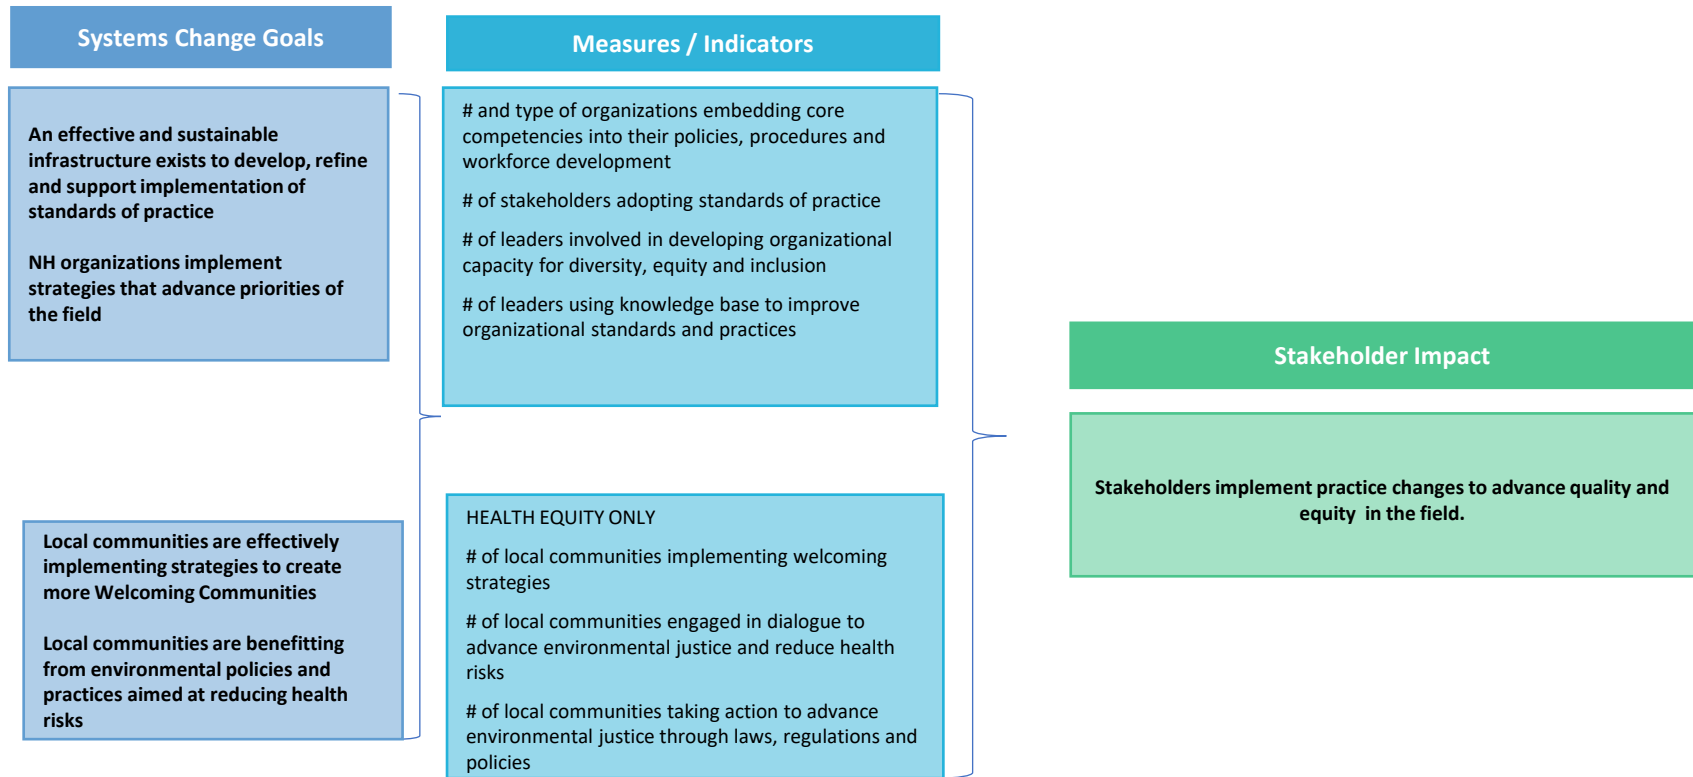 Systems Change Goals
An effective and sustainable
infrastructure exists to develop, refine
and support implementation of
standards of practice
NH organizations implement
strategies that advance priorities of
the field
Local communities are effectively
implementing strategies to create
more Welcoming Communities
Local communities are benefitting
from environmental policies and
practices aimed at reducing health
risks
Measures / Indicators
# and type of organizations embedding core
competencies into their policies, procedures and
workforce development
# of stakeholders adopting standards of practice
# of leaders involved in developing organizational
capacity for diversity, equity and inclusion
# of leaders using knowledge base to improve
organizational standards and practices
HEALTH EQUITY ONLY
# of local communities implementing welcoming
strategies
# of local communities engaged in dialogue to
advance environmental justice and reduce health
risks
# of local communities taking action to advance
environmental justice through laws, regulations and
policies
Stakeholder Impact
Stakeholders implement practice changes to advance quality and
equity  in the field.